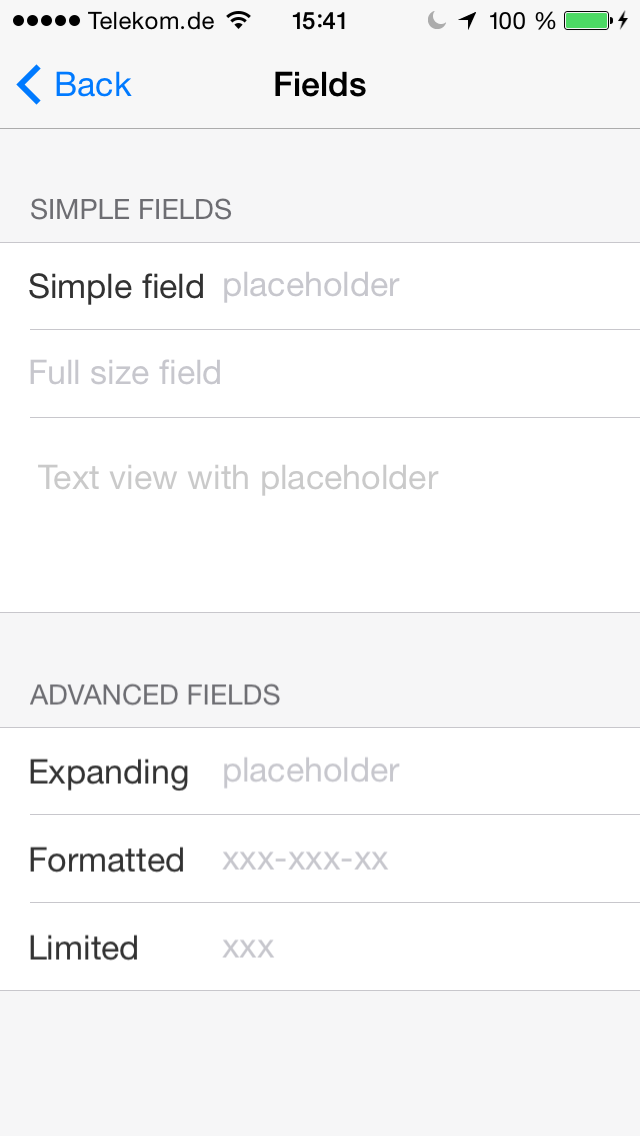 Telekom.de 15:41 100 %
Back Fields
SIMPLE FIELDS
Simple field placeholder
Full size field
Text view with placeholder
ADVANCED FIELDS
Expanding placeholder
Formatted xxx-xxx-xx
Limited xxx